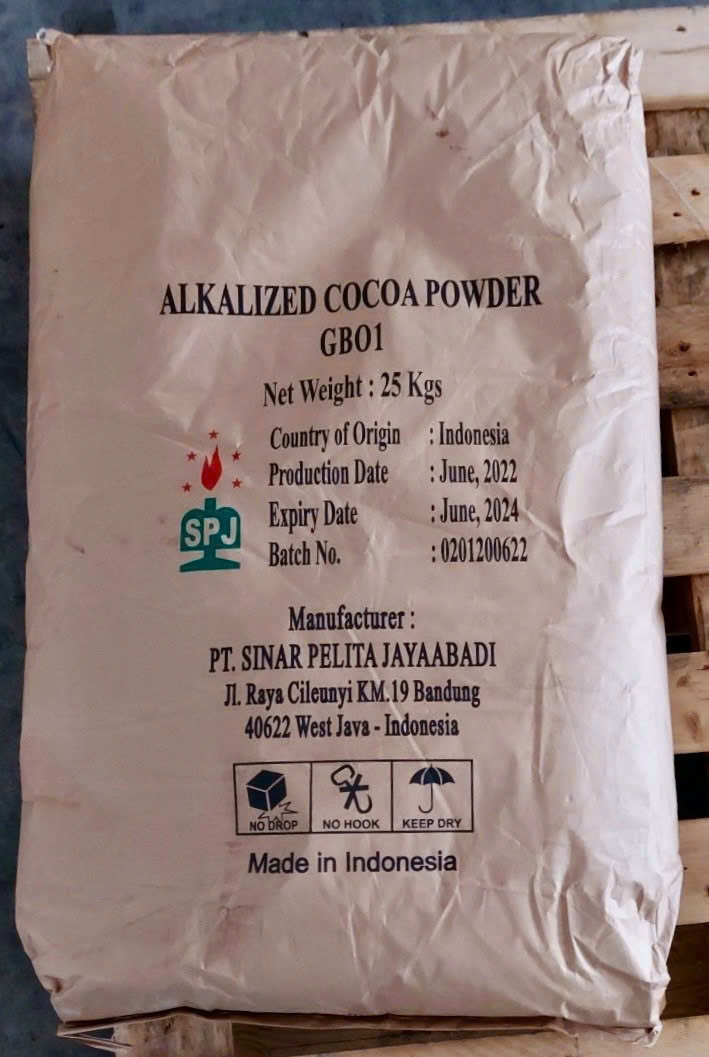 ALKALIZED COCOA POWDER
GBO1
Net Weight : 25 Kgs
Country of Origin : Indonesia
Production Date : June, 2022
Expiry Date : June, 2024
Batch No. : 0201200622
SPJ
Manufacturer :
PT. SINAR PELITA JAYAABADI
Jl. Raya Cileunyi KM.19 Bandung
40622 West Java - Indonesia
NO DROP NO HOOK KEEP DRY
Made in Indonesia